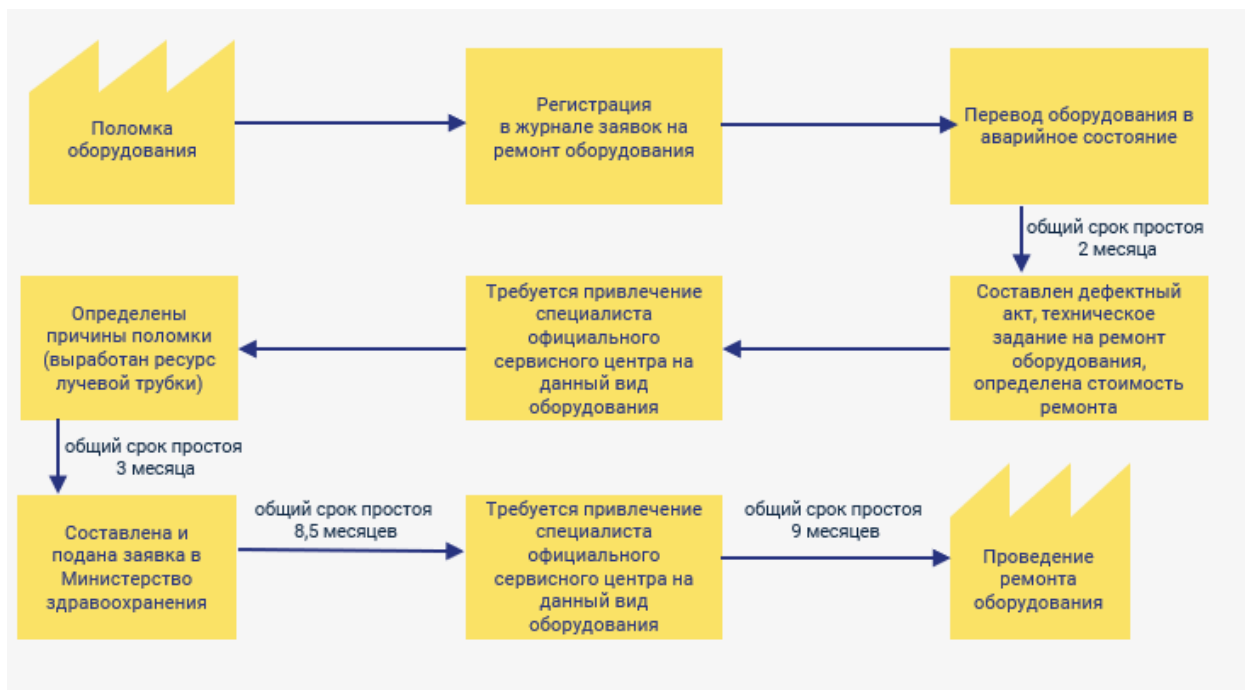 Поломка
оборудования
Регистрация
в журнале заявок на
ремонт оборудования
Перевод оборудования в
аварийное состояние
общий срок простоя
2 месяца
Составлен дефектный
акт, техническое
задание на ремонт
оборудования,
определена стоимость
ремонта
Требуется привлечение
специалиста
официального
сервисного центра на
данный вид
оборудования
Определены
причины поломки
(выработан ресурс
лучевой трубки)
общий срок простоя
3 месяца
Составлена и
подана заявка в
Министерство
здравоохранения
общий срок простоя
8,5 месяцев
Требуется привлечение
специалиста
официального
сервисного центра на
данный вид
оборудования
общий срок простоя
9 месяцев
Проведение
ремонта
оборудования